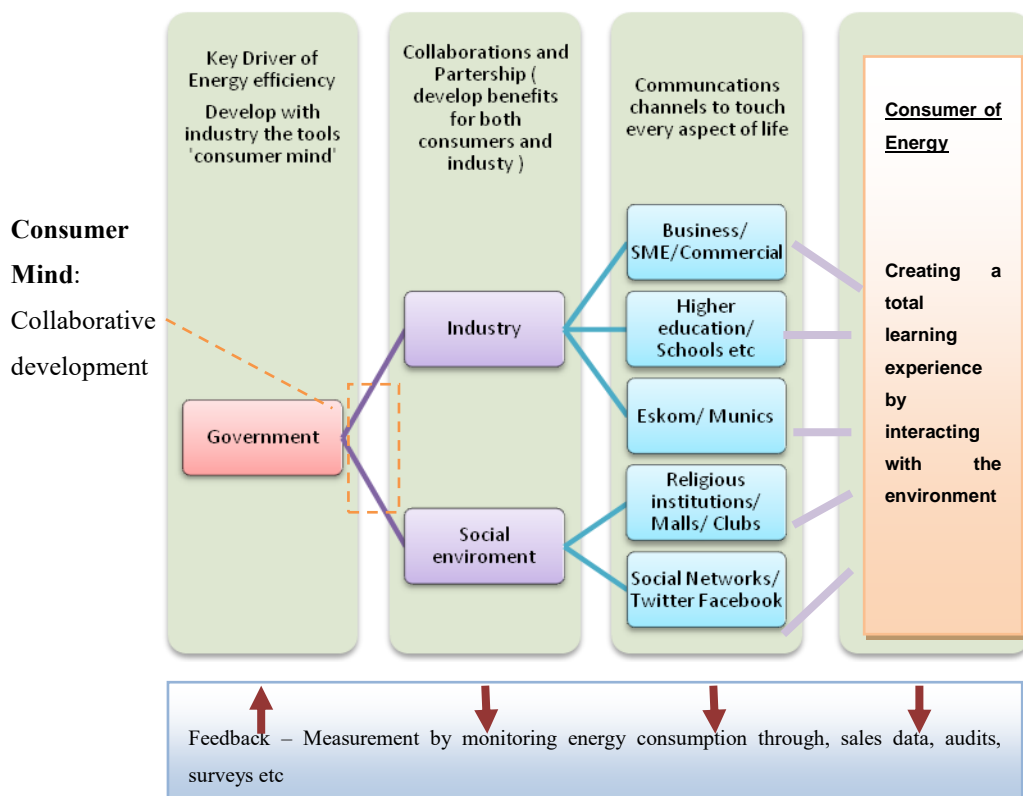 Key Driver of
Energy efficiency
Develop with
industry the tools
'consumer mind'
Collaborations and
Partership (
develop benefits
for both
consumers and
industy )
Communcations
channels to touch
every aspect of life
Consumer of
Energy
Creating a
total
learning
experience
by
interacting
with the
environment
Consumer
Mind:
Collaborative
development
Government
Industry
Social
enviroment
Business/
SME/Commercial
Higher
education/
Schools etc
Eskom/ Munics
Religious
institutions/
Malls/ Clubs
Social Networks/
Twitter Facebook
Feedback – Measurement by monitoring energy consumption through, sales data, audits,
surveys etc